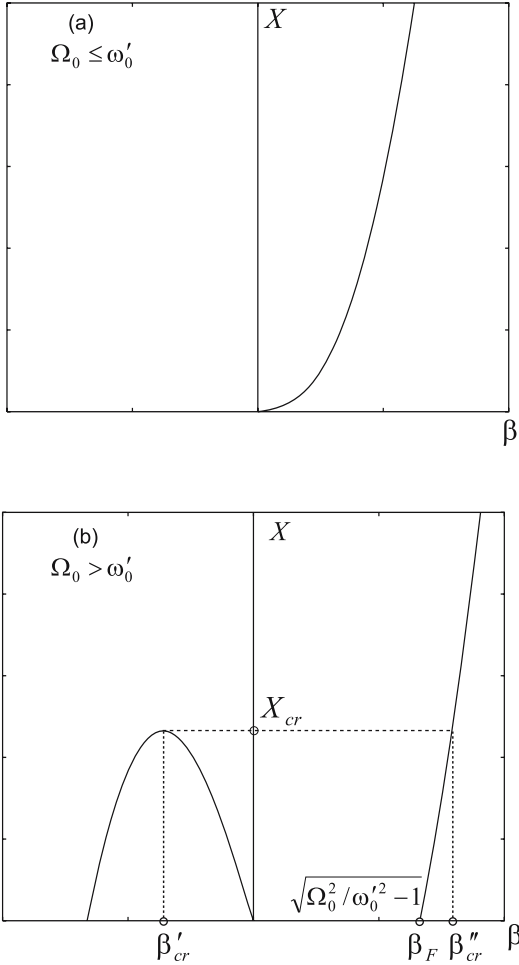 (a)
X
Ω₀ ≤ ω′₀
β
(b)
X
Ω₀ > ω′₀
X_cr
√(Ω₀²/ω′₀² −1)
β′_cr
β_F
β″_cr
β